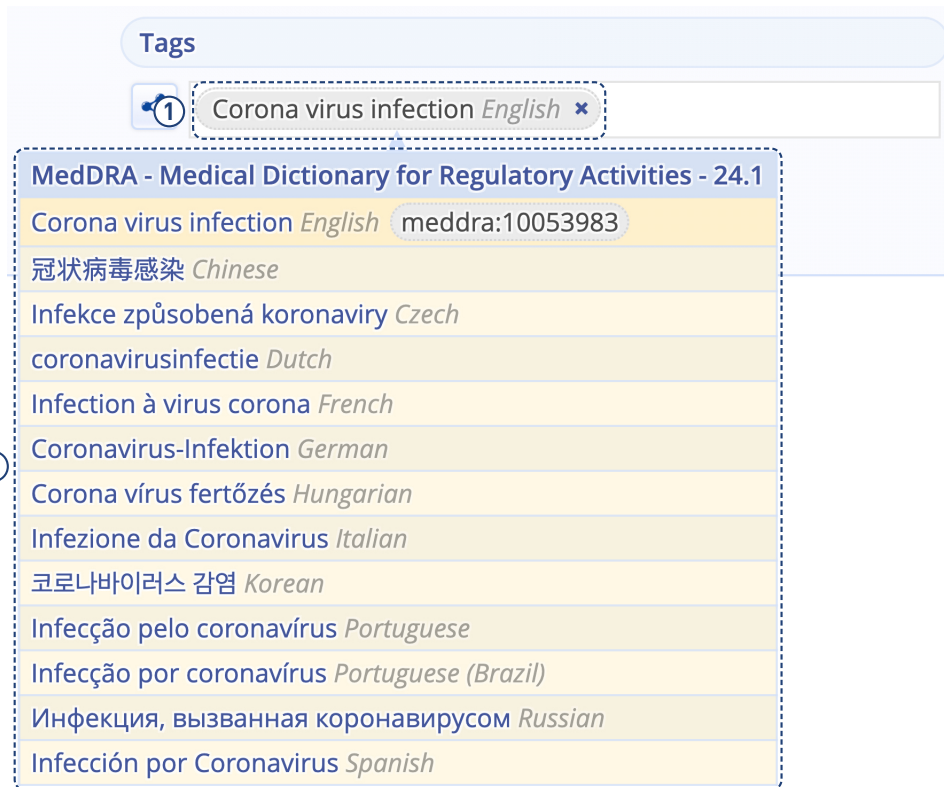 Tags
1 Corona virus infection English ×
MedDRA - Medical Dictionary for Regulatory Activities - 24.1
Corona virus infection English meddra:10053983
冠状病毒感染 Chinese
Infekce způsobená koronaviry Czech
coronavirusinfectie Dutch
Infection à virus corona French
Coronavirus-Infektion German
Corona vírus fertőzés Hungarian
Infezione da Coronavirus Italian
코로나바이러스 감염 Korean
Infecção pelo coronavírus Portuguese
Infecção por coronavírus Portuguese (Brazil)
Инфекция, вызванная коронавирусом Russian
Infección por Coronavirus Spanish